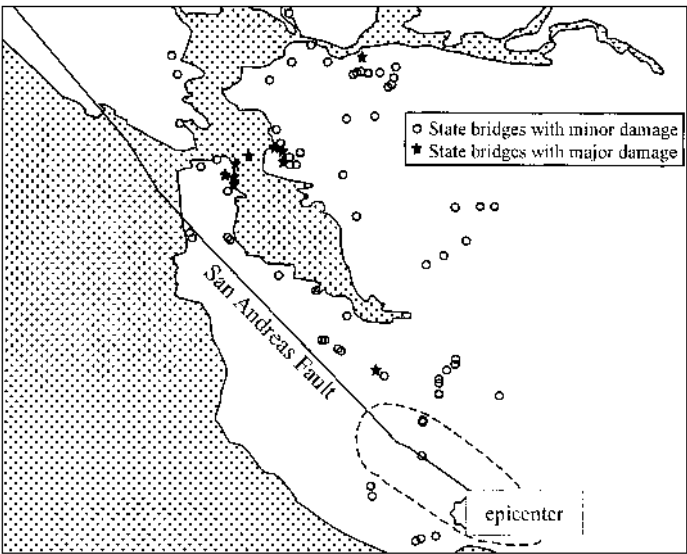 State bridges with minor damage
State bridges with major damage
San Andreas Fault
epicenter